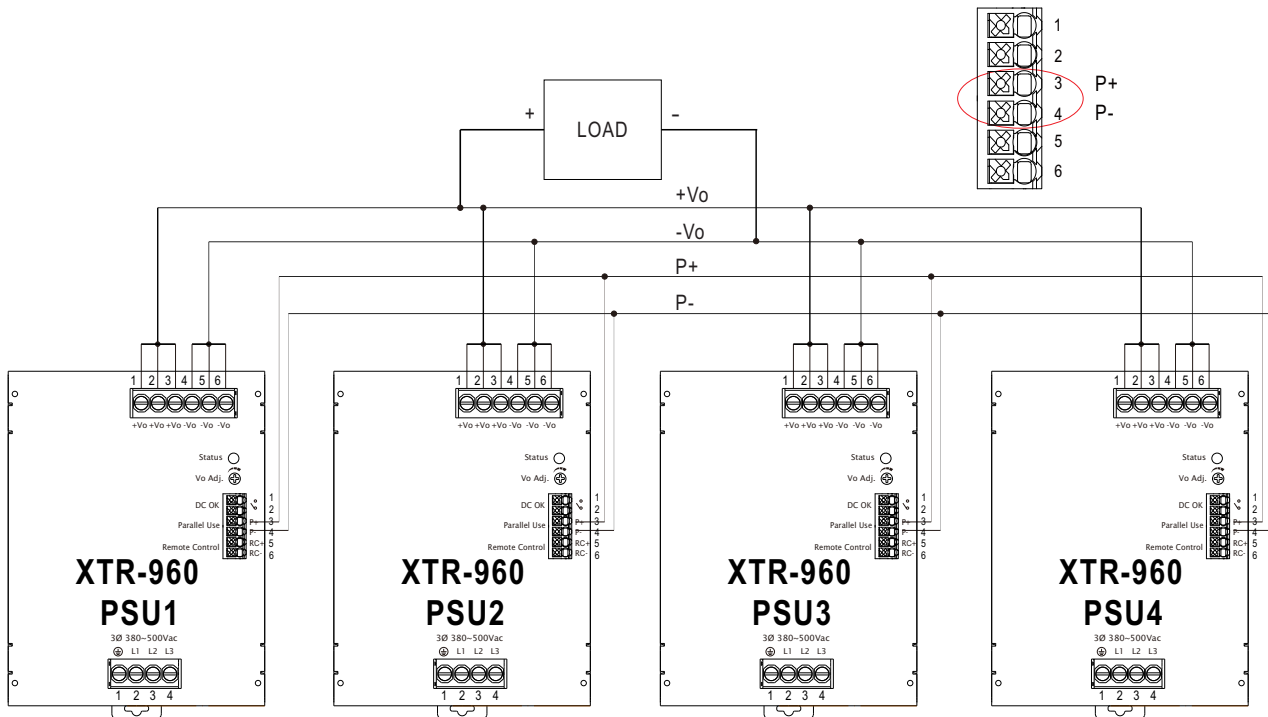 1
2
3 P+
4 P-
5
6
+ LOAD -
+Vo
-Vo
P+
P-
1 2 3 4 5 6
+Vo +Vo +Vo -Vo -Vo -Vo
Status
Vo Adj.
DC OK
Parallel Use
Remote Control
1
2
P+ 3
P- 4
RC+ 5
RC- 6
XTR-960
PSU1
3Ø 380~500Vac
L1 L2 L3
1 2 3 4
1 2 3 4 5 6
+Vo +Vo +Vo -Vo -Vo -Vo
Status
Vo Adj.
DC OK
Parallel Use
Remote Control
1
2
P+ 3
P- 4
RC+ 5
RC- 6
XTR-960
PSU2
3Ø 380~500Vac
L1 L2 L3
1 2 3 4
1 2 3 4 5 6
+Vo +Vo +Vo -Vo -Vo -Vo
Status
Vo Adj.
DC OK
Parallel Use
Remote Control
1
2
P+ 3
P- 4
RC+ 5
RC- 6
XTR-960
PSU3
3Ø 380~500Vac
L1 L2 L3
1 2 3 4
1 2 3 4 5 6
+Vo +Vo +Vo -Vo -Vo -Vo
Status
Vo Adj.
DC OK
Parallel Use
Remote Control
1
2
P+ 3
P- 4
RC+ 5
RC- 6
XTR-960
PSU4
3Ø 380~500Vac
L1 L2 L3
1 2 3 4